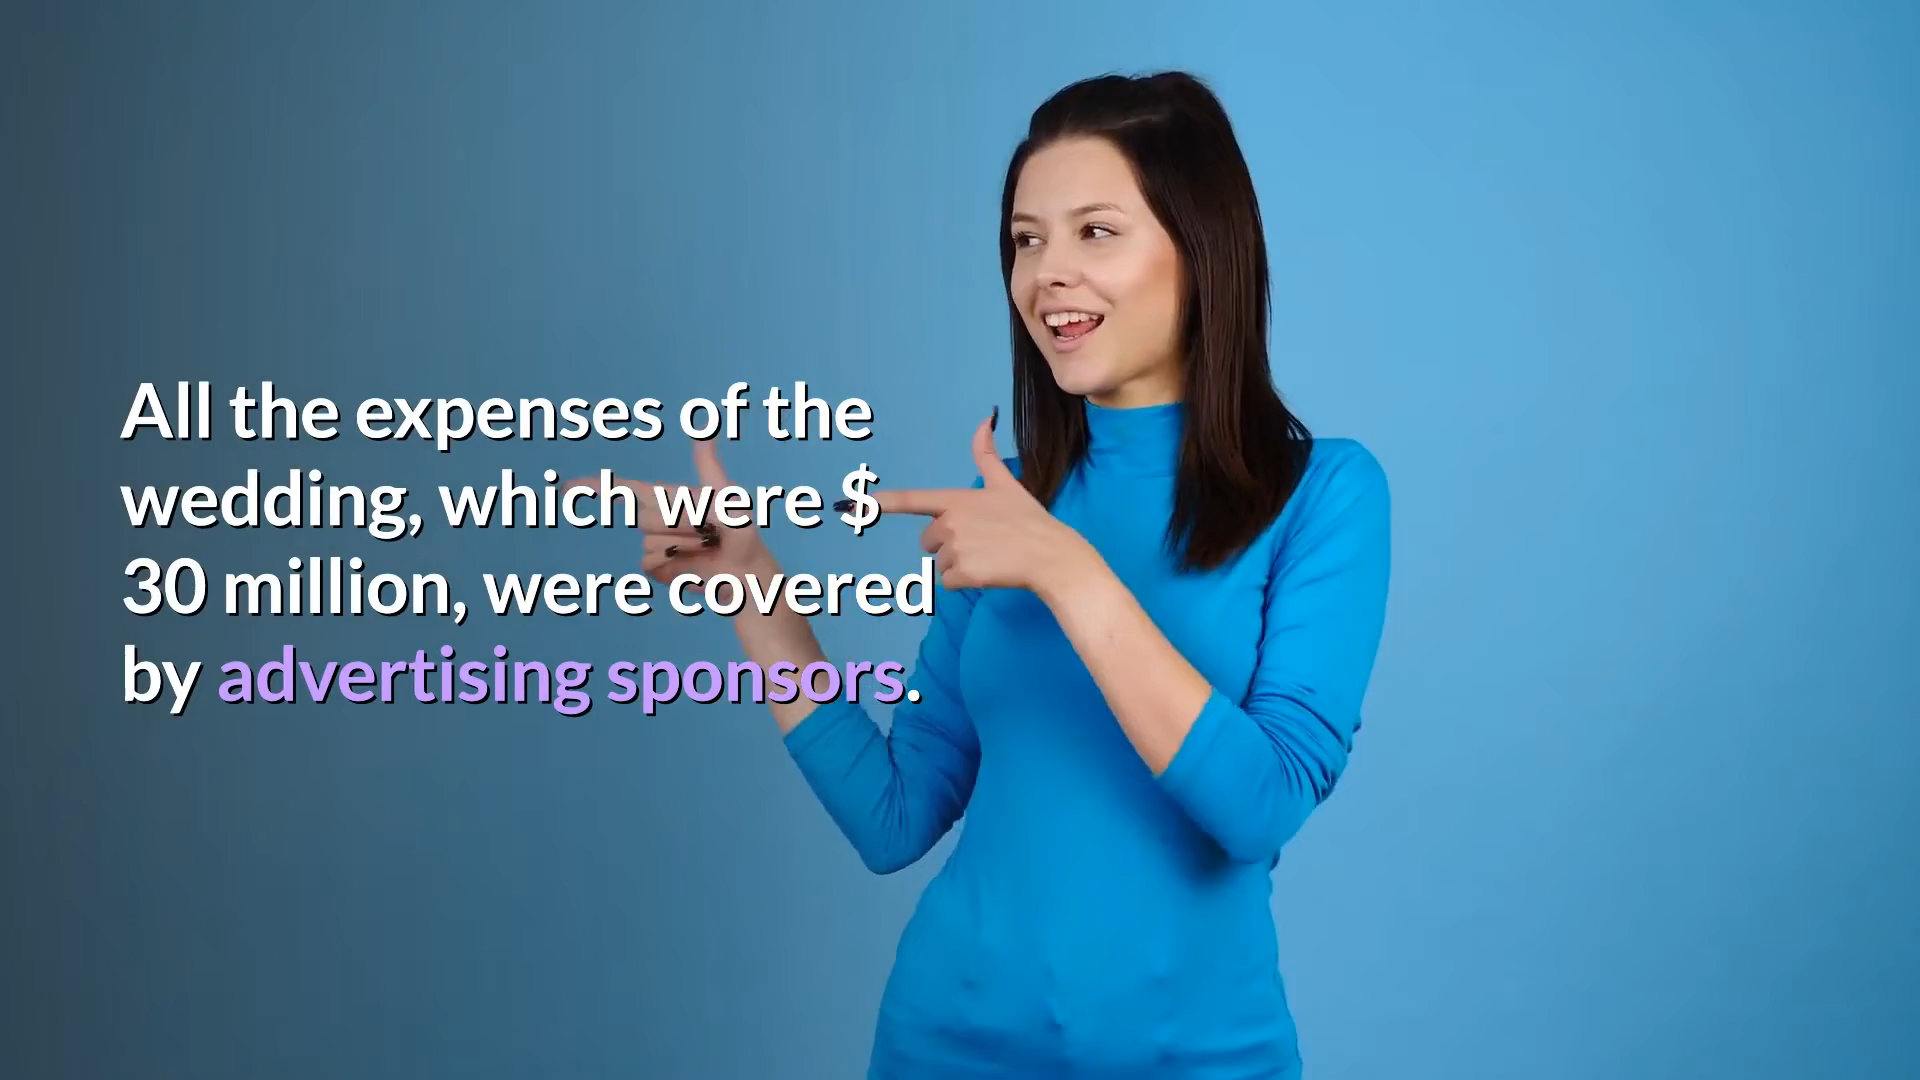 All the expenses of the
wedding, which were $
30 million, were covered
by advertising sponsors.